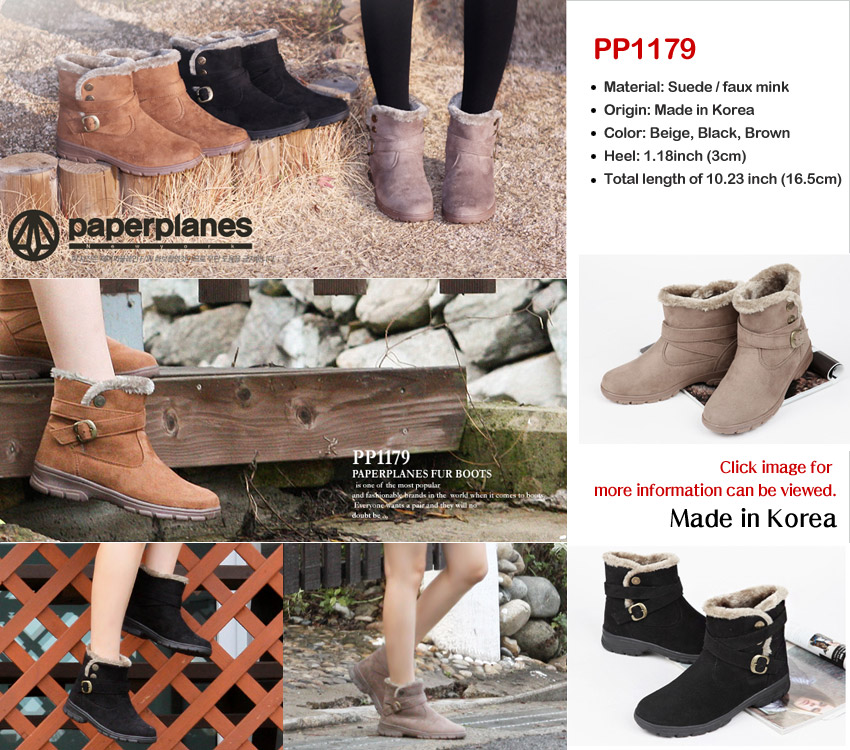 PP1179
Material: Suede / faux mink
Origin: Made in Korea
Color: Beige, Black, Brown
Heel: 1.18inch (3cm)
Total length of 10.23 inch (16.5cm)
paperplanes
Newyork
PP1179
PAPERPLANES FUR BOOTS
is one of the most popular
and fashionable brands in the world when it comes to boots.
Everyone wants a pair and they will no
doubt be
Click image for
more information can be viewed.
Made in Korea